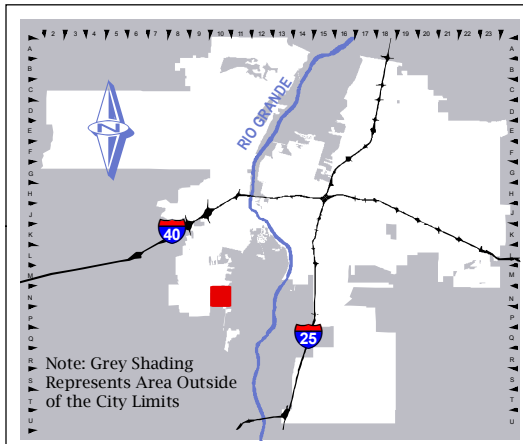 2 3 4 5 6 7 8 9 10 11 12 13 14 15 16 17 18 19 20 21 22 23
A A
B B
C C
D D
E E
F F
G G
H H
J J
K K
L L
M M
N N
P P
Q Q
R R
S S
T T
U U
N
RIO GRANDE
40
25
Note: Grey Shading
Represents Area Outside
of the City Limits